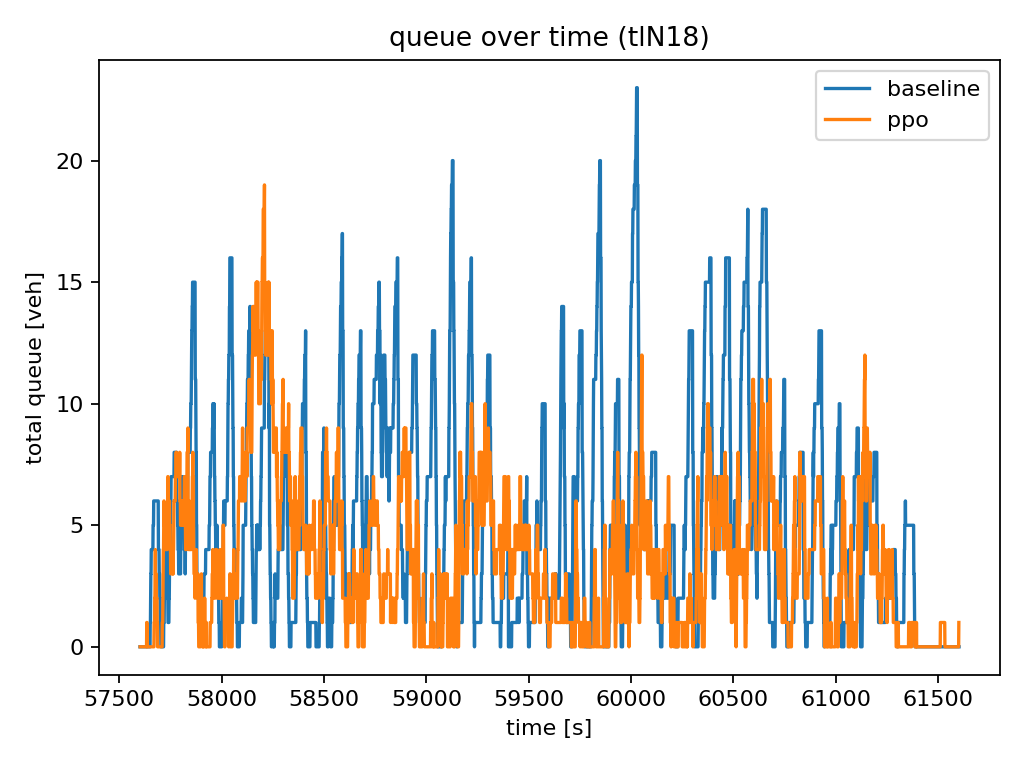 queue over time (tlN18)
baseline
ppo
total queue [veh]
20
15
10
5
0
57500 58000 58500 59000 59500 60000 60500 61000 61500
time [s]